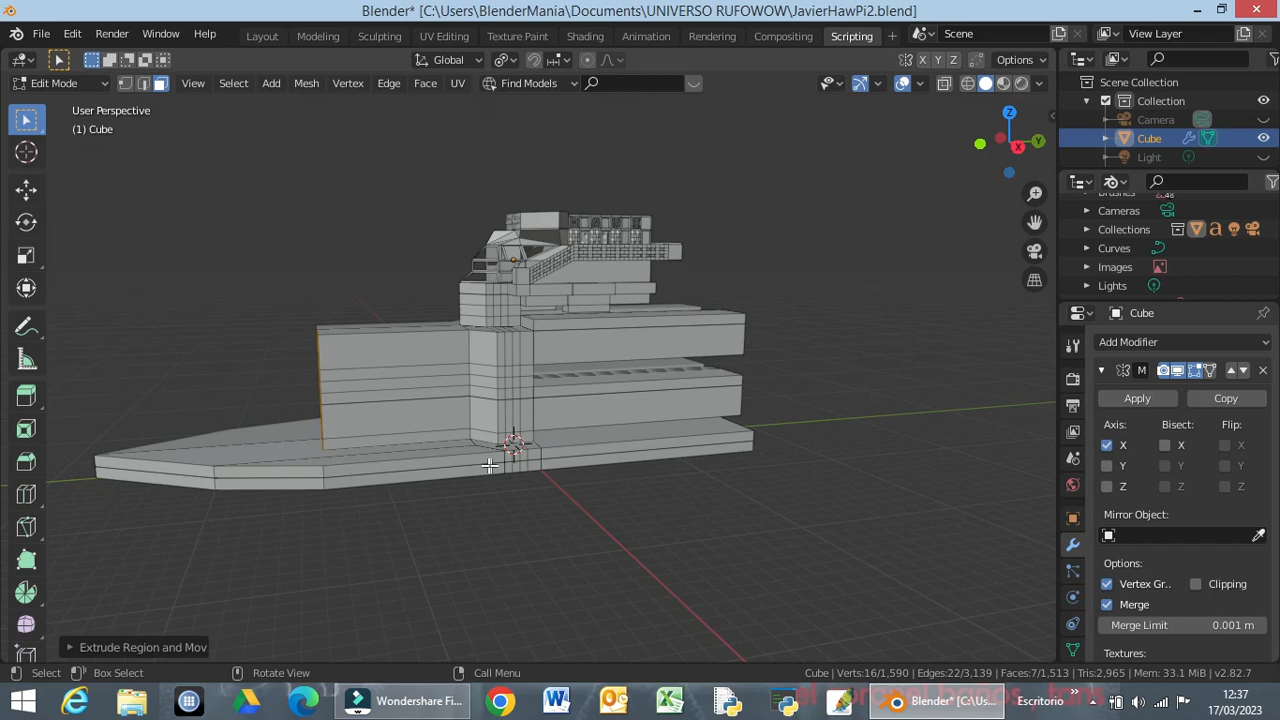 Blender* [C:\Users\BlenderMania\Documents\UNIVERSO RUFOWOW\JavierHawPi2.blend]
File Edit Render Window Help Layout Modeling Sculpting UV Editing Texture Paint Shading Animation Rendering Compositing Scripting + Scene View Layer
Global X Y Z Options
Edit Mode View Select Add Mesh Vertex Edge Face UV Find Models
User Perspective
(1) Cube
Z
Y
X
Scene Collection
Collection
Camera
Cube
Light
Brushes
Cameras
Collections
Curves
Images
Lights
Cube
Add Modifier
M
Apply Copy
Axis: Bisect: Flip:
X X X
Y Y Y
Z Z Z
Mirror Object:
Options:
Vertex Gr.. Clipping
Merge
Merge Limit 0.001 m
Textures:
Extrude Region and Mov
Select Box Select Rotate View Call Menu Cube | Verts:16/1,590 | Edges:22/3,139 | Faces:7/1,513 | Tris:2,965 | Mem: 33.1 MiB | v2.82.7
Wondershare Fi... Blender* [C:\Us... Escritorio
12:37
17/03/2023